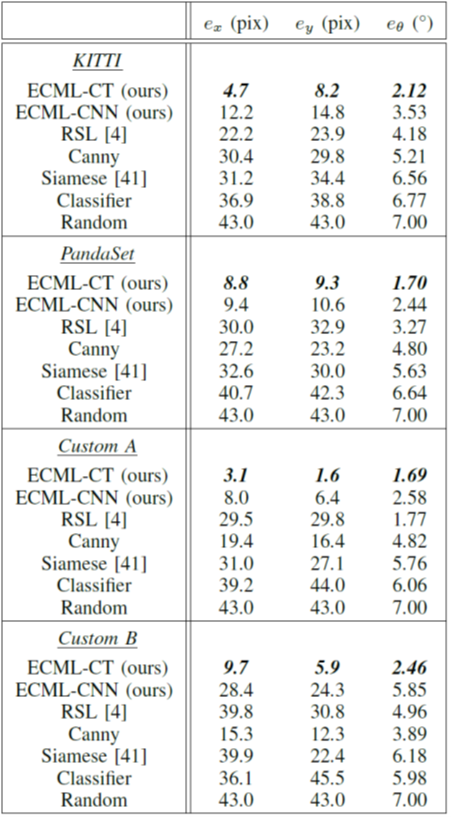 eₓ (pix) e_y (pix) e_θ (°)
KITTI
ECML-CT (ours) 4.7 8.2 2.12
ECML-CNN (ours) 12.2 14.8 3.53
RSL [4] 22.2 23.9 4.18
Canny 30.4 29.8 5.21
Siamese [41] 31.2 34.4 6.56
Classifier 36.9 38.8 6.77
Random 43.0 43.0 7.00
PandaSet
ECML-CT (ours) 8.8 9.3 1.70
ECML-CNN (ours) 9.4 10.6 2.44
RSL [4] 30.0 32.9 3.27
Canny 27.2 23.2 4.80
Siamese [41] 32.6 30.0 5.63
Classifier 40.7 42.3 6.64
Random 43.0 43.0 7.00
Custom A
ECML-CT (ours) 3.1 1.6 1.69
ECML-CNN (ours) 8.0 6.4 2.58
RSL [4] 29.5 29.8 1.77
Canny 19.4 16.4 4.82
Siamese [41] 31.0 27.1 5.76
Classifier 39.2 44.0 6.06
Random 43.0 43.0 7.00
Custom B
ECML-CT (ours) 9.7 5.9 2.46
ECML-CNN (ours) 28.4 24.3 5.85
RSL [4] 39.8 30.8 4.96
Canny 15.3 12.3 3.89
Siamese [41] 39.9 22.4 6.18
Classifier 36.1 45.5 5.98
Random 43.0 43.0 7.00